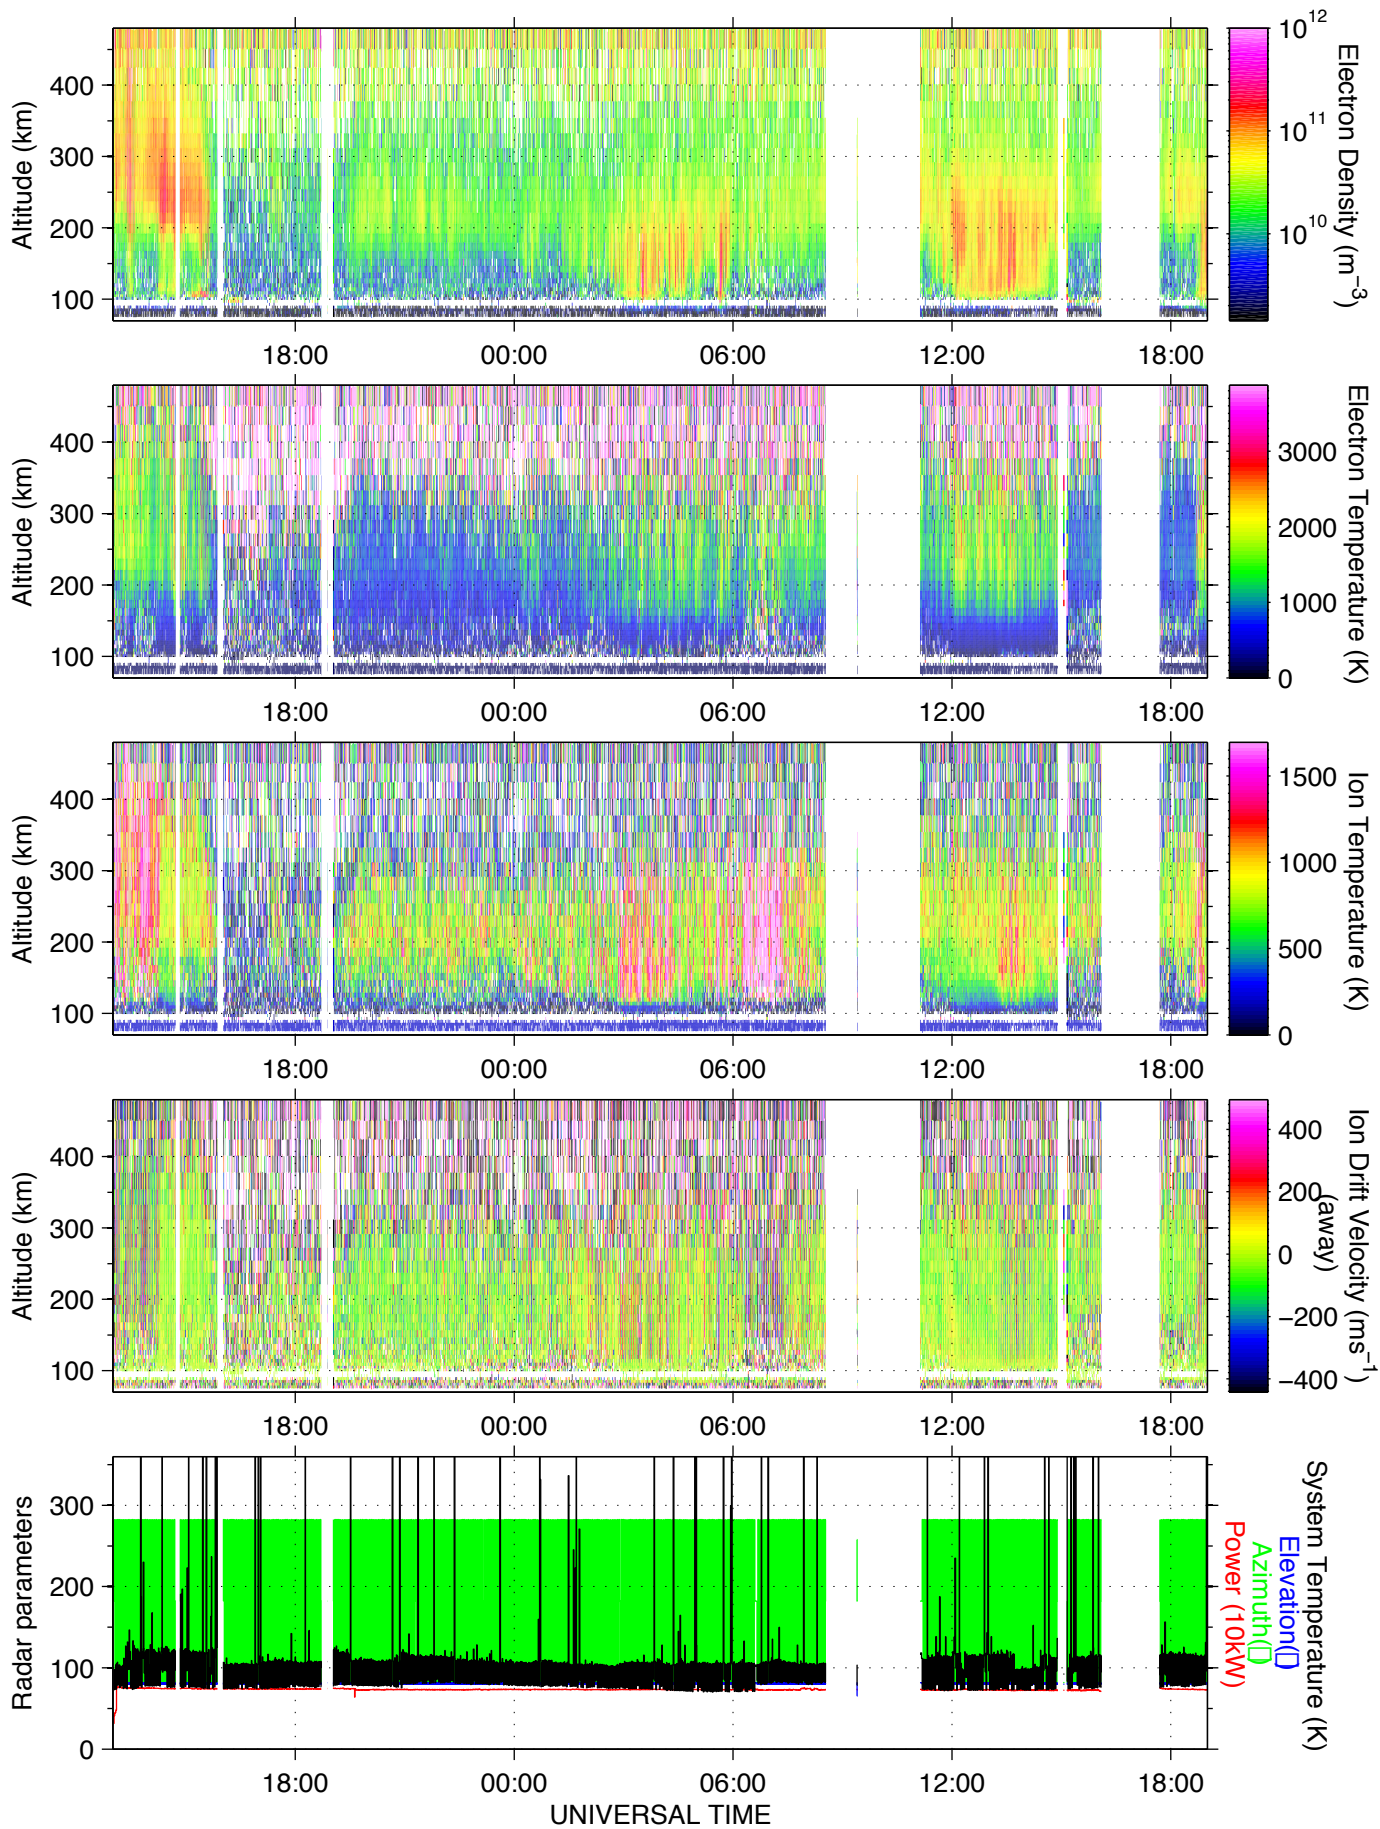 400
300
200
100
Altitude (km)
18:00 00:00 06:00 12:00 18:00
10^12
10^11
10^10
Electron Density (m^−3)
400
300
200
100
Altitude (km)
18:00 00:00 06:00 12:00 18:00
3000
2000
1000
0
Electron Temperature (K)
400
300
200
100
Altitude (km)
18:00 00:00 06:00 12:00 18:00
1500
1000
500
0
Ion Temperature (K)
400
300
200
100
Altitude (km)
18:00 00:00 06:00 12:00 18:00
400
200
0
−200
−400
Ion Drift Velocity (ms^−1)
(away)
300
200
100
0
Radar parameters
18:00 00:00 06:00 12:00 18:00
UNIVERSAL TIME
System Temperature (K)
Elevation(▯)
Azimuth(▯)
Power (10kW)